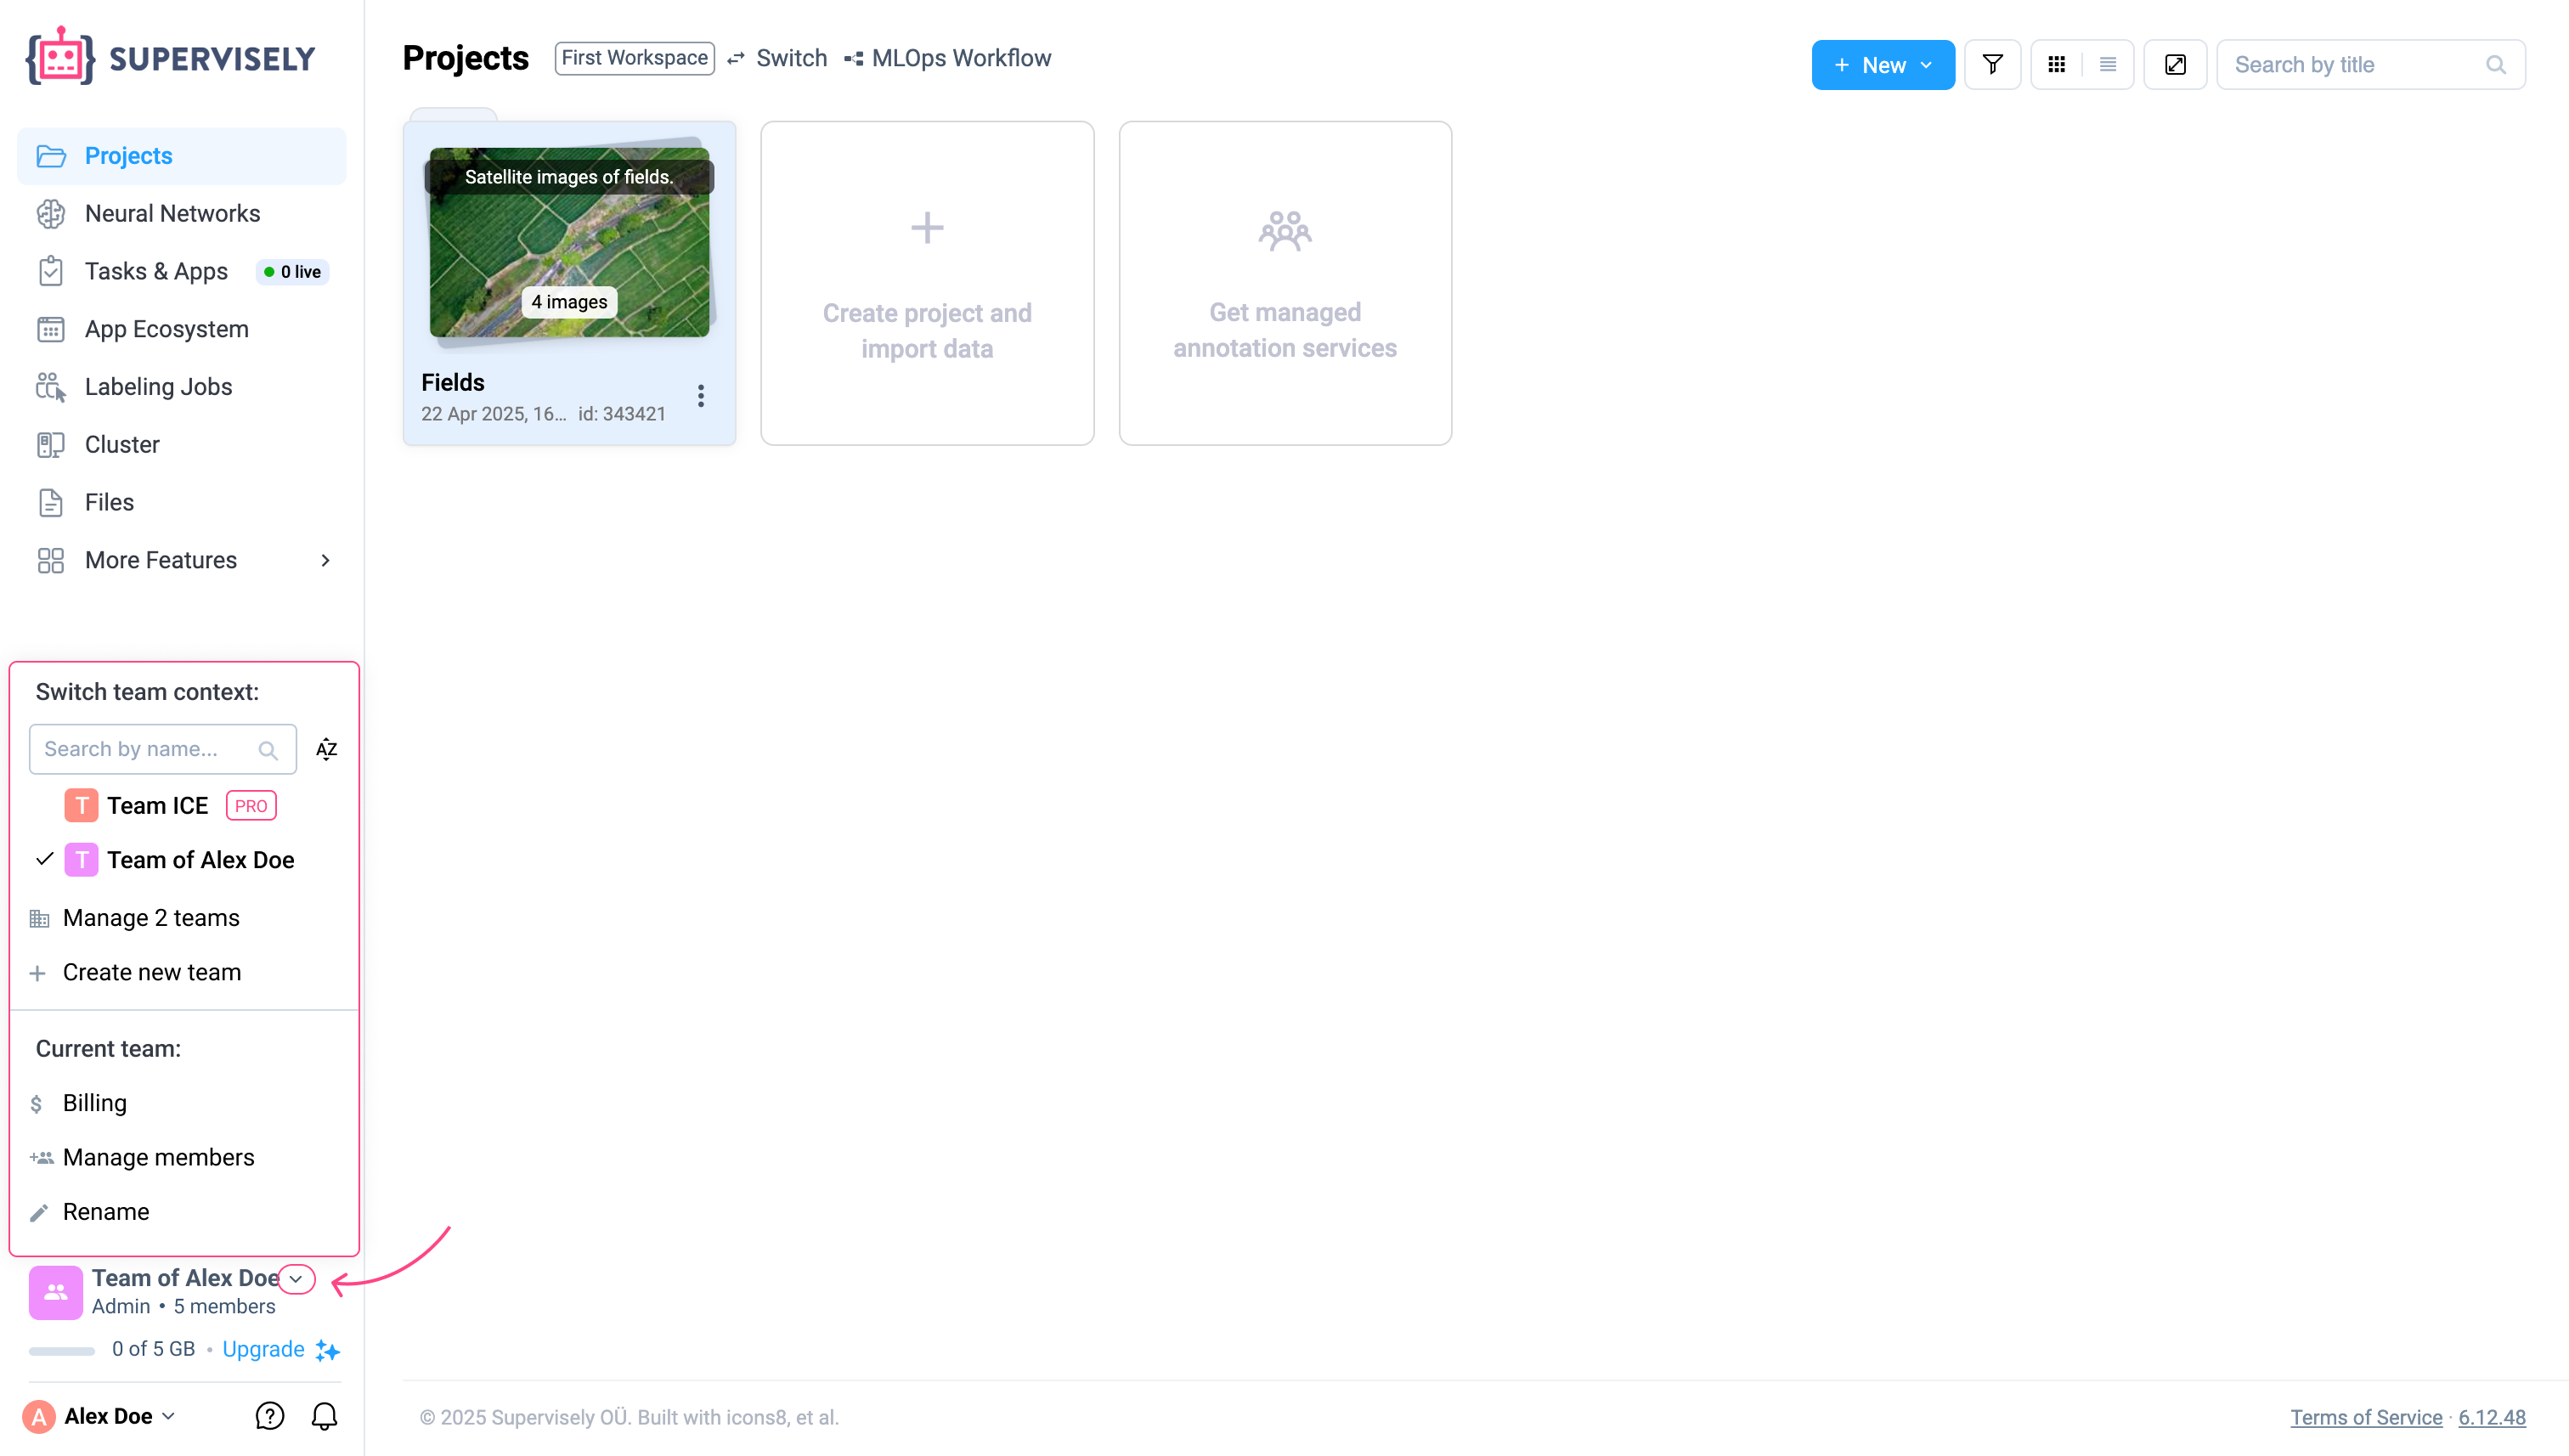 SUPERVISELY
Projects
Neural Networks
Tasks & Apps
0 live
App Ecosystem
Labeling Jobs
Cluster
Files
More Features
Switch team context:
Search by name...
AZ
T Team ICE PRO
T Team of Alex Doe
Manage 2 teams
Create new team
Current team:
$ Billing
Manage members
Rename
Team of Alex Doe
Admin • 5 members
0 of 5 GB • Upgrade
A Alex Doe
Projects
First Workspace
Switch
MLOps Workflow
+ New
Search by title
Satellite images of fields.
4 images
Fields
22 Apr 2025, 16... id: 343421
Create project and
import data
Get managed
annotation services
© 2025 Supervisely OÜ. Built with icons8, et al.
Terms of Service · 6.12.48